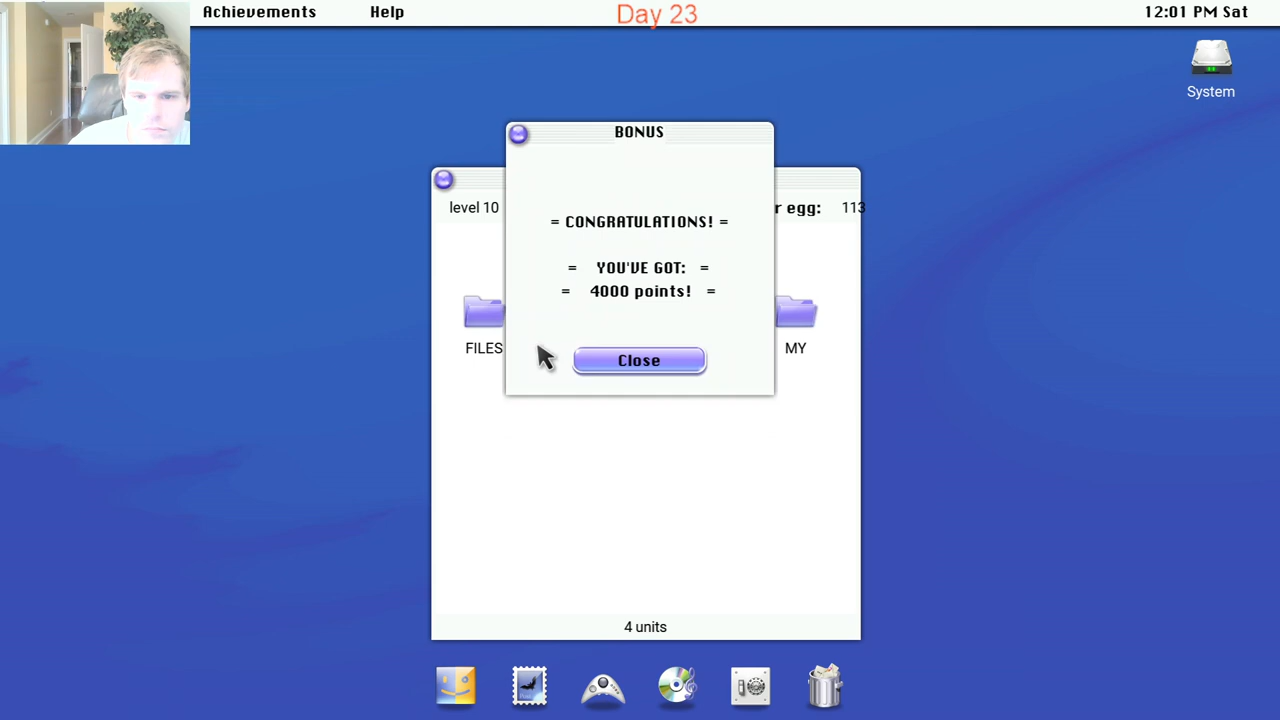 Achievements Help Day 23 12:01 PM Sat
System
BONUS
level 10 r egg: 113
= CONGRATULATIONS! =
= YOU'VE GOT: =
= 4000 points! =
FILES MY
Close
4 units